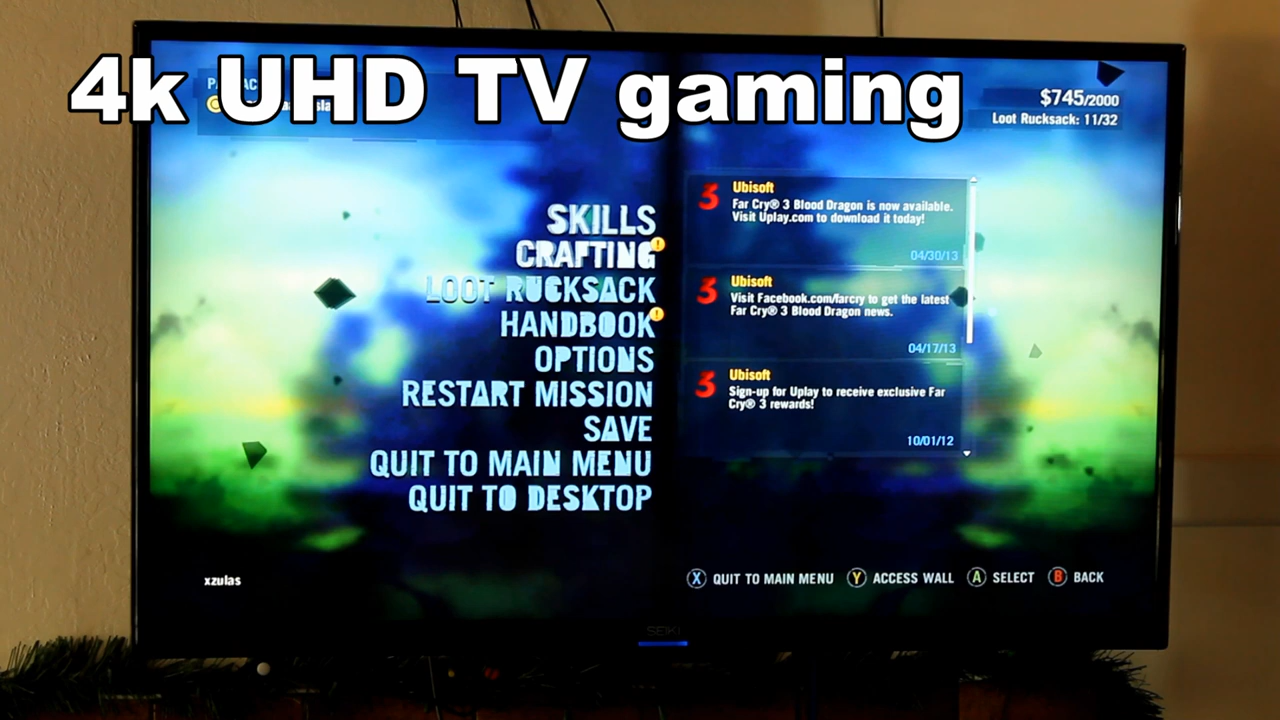 4k UHD TV gaming
$745/2000
Loot Rucksack: 11/32
SKILLS
CRAFTING
LOOT RUCKSACK
HANDBOOK
OPTIONS
RESTART MISSION
SAVE
QUIT TO MAIN MENU
QUIT TO DESKTOP
3 Ubisoft
Far Cry® 3 Blood Dragon is now available.
Visit Uplay.com to download it today!
04/30/13
3 Ubisoft
Visit Facebook.com/farcry to get the latest
Far Cry® 3 Blood Dragon news.
04/17/13
3 Ubisoft
Sign-up for Uplay to receive exclusive Far
Cry® 3 rewards!
10/01/12
xzulas
X QUIT TO MAIN MENU Y ACCESS WALL A SELECT B BACK
SEIKI